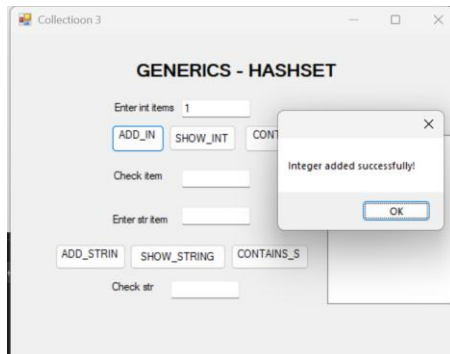 Collectioon 3
GENERICS - HASHSET
Enter int items 1
ADD_IN SHOW_INT CONT
Integer added successfully!
OK
Check item
Enter str item
ADD_STRIN SHOW_STRING CONTAINS_S
Check str